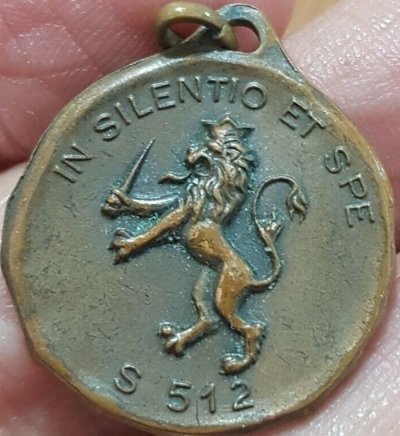 IN SILENTIO ET SPE
S 512